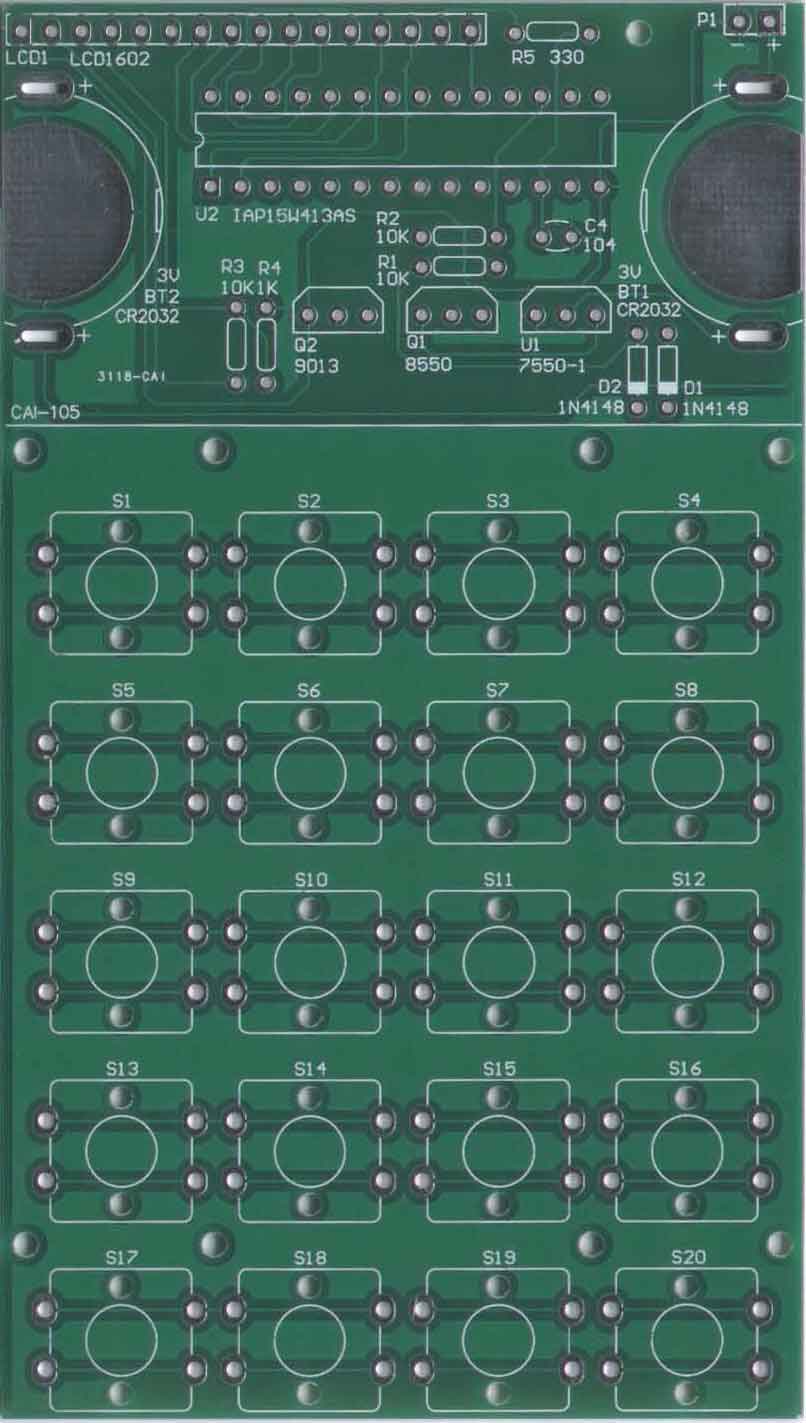 P1
- +
LCD1 LCD1602
R5 330
+
+
U2 IAP15W413AS
R2
10K
R1
10K
C4
104
3V
BT2
CR2032
R3 R4
10K 1K
3V
BT1
CR2032
+
+
Q2
9013
Q1
8550
U1
7550-1
3118-CAI
D2 D1
1N4148 1N4148
CAI-105
S1 S2 S3 S4
S5 S6 S7 S8
S9 S10 S11 S12
S13 S14 S15 S16
S17 S18 S19 S20